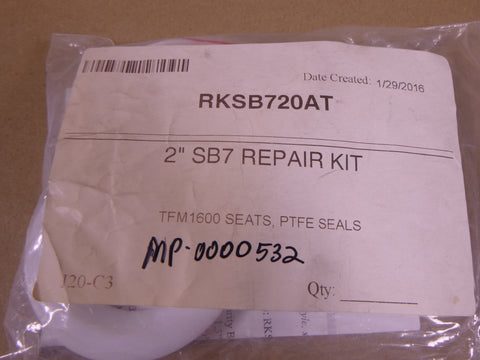 Date Created: 1/29/2016
RKSB720AT
2" SB7 REPAIR KIT
TFM1600 SEATS, PTFE SEALS
MP-0000532
J20-C3
Qty: